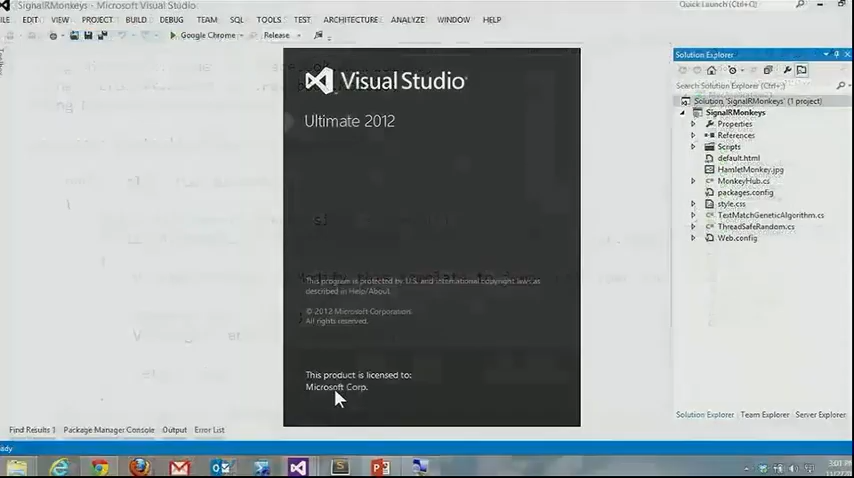 SignalRMonkeys - Microsoft Visual Studio
Quick Launch (Ctrl+Q)
EDIT VIEW PROJECT BUILD DEBUG TEAM SQL TOOLS TEST ARCHITECTURE ANALYZE WINDOW HELP
Google Chrome Release
Solution Explorer
Search Solution Explorer (Ctrl+;)
Solution 'SignalRMonkeys' (1 project)
SignalRMonkeys
Properties
References
Scripts
default.html
HamletMonkey.jpg
MonkeyHub.cs
packages.config
style.css
TextMatchGeneticAlgorithm.cs
ThreadSafeRandom.cs
Web.config
Visual Studio
Ultimate 2012
This program is protected by U.S. and international copyright laws as
described in Help/About.
© 2012 Microsoft Corporation.
All rights reserved.
This product is licensed to:
Microsoft Corp.
Solution Explorer Team Explorer Server Explorer
Find Results 1 Package Manager Console Output Error List
3:01 PM